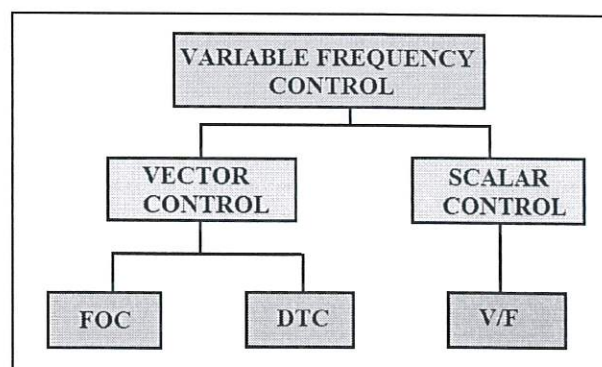 VARIABLE FREQUENCY
CONTROL
VECTOR
CONTROL
SCALAR
CONTROL
FOC
DTC
V/F